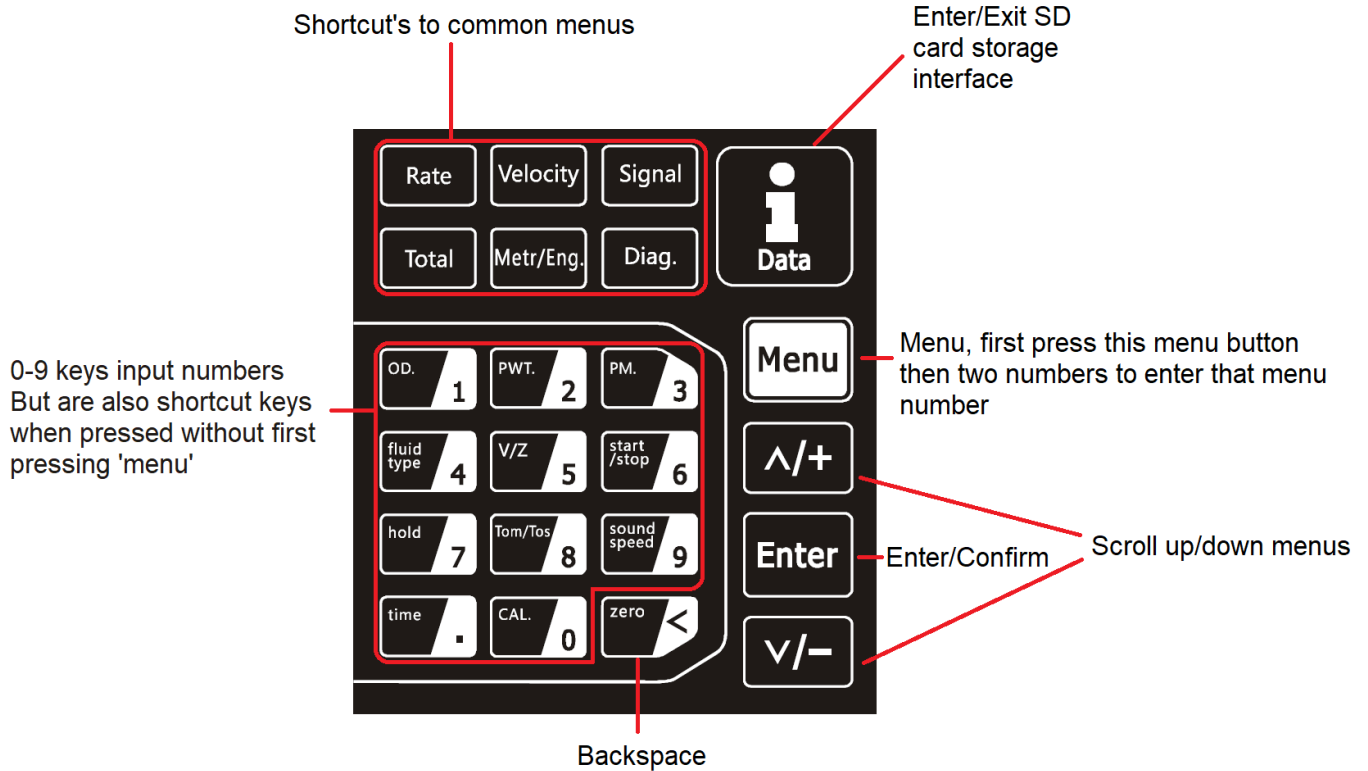 Shortcut's to common menus
Enter/Exit SD
card storage
interface
Rate
Velocity
Signal
Total
Metr/Eng.
Diag.
Data
0-9 keys input numbers
But are also shortcut keys
when pressed without first
pressing 'menu'
OD.
1
PWT.
2
PM.
3
fluid
type
4
V/Z
5
start
/stop
6
hold
7
Tom/Tos
8
sound
speed
9
time
.
CAL.
0
zero
<
Menu
Menu, first press this menu button
then two numbers to enter that menu
number
∧/+
Enter
Enter/Confirm
∨/−
Scroll up/down menus
Backspace